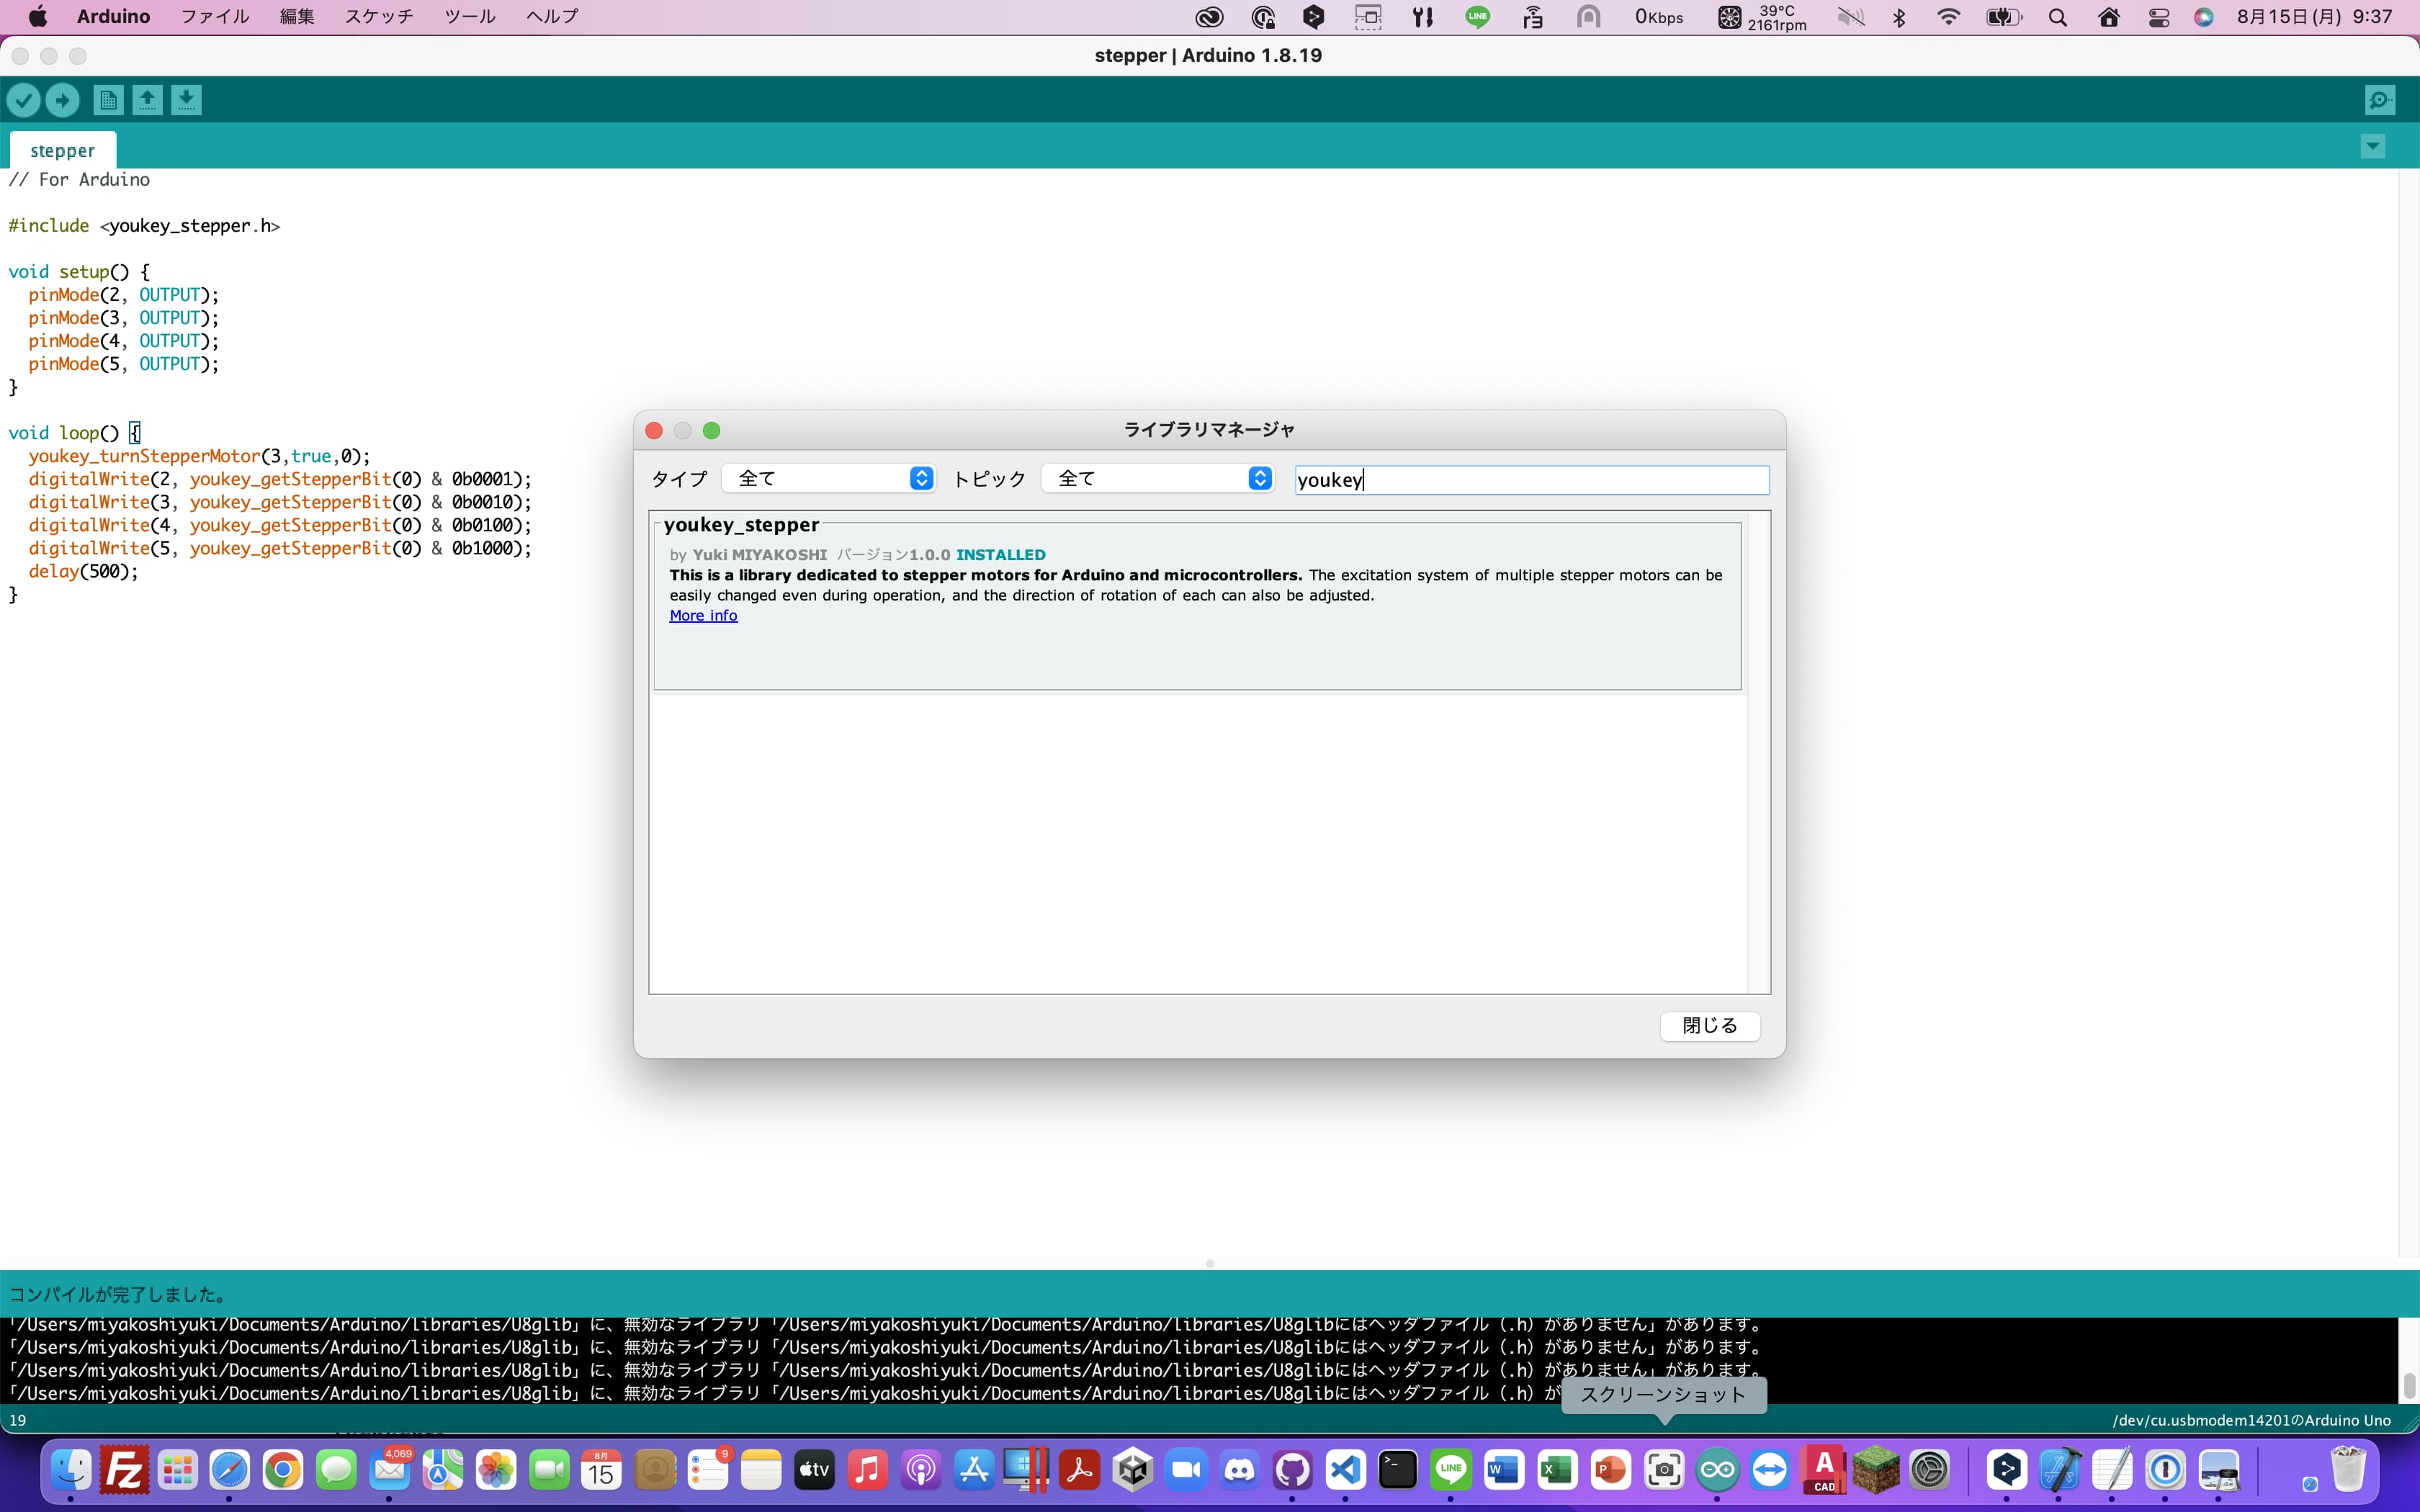 Arduino ファイル 編集 スケッチ ツール ヘルプ LINE 0Kbps 39°C 2161rpm 8月15日(月) 9:37
stepper | Arduino 1.8.19
stepper
// For Arduino
#include <youkey_stepper.h>
void setup() {
pinMode(2, OUTPUT);
pinMode(3, OUTPUT);
pinMode(4, OUTPUT);
pinMode(5, OUTPUT);
}
void loop() {
youkey_turnStepperMotor(3,true,0);
digitalWrite(2, youkey_getStepperBit(0) & 0b0001);
digitalWrite(3, youkey_getStepperBit(0) & 0b0010);
digitalWrite(4, youkey_getStepperBit(0) & 0b0100);
digitalWrite(5, youkey_getStepperBit(0) & 0b1000);
delay(500);
}
ライブラリマネージャ
タイプ 全て トピック 全て youkey
youkey_stepper
by Yuki MIYAKOSHI バージョン1.0.0 INSTALLED
This is a library dedicated to stepper motors for Arduino and microcontrollers. The excitation system of multiple stepper motors can be
easily changed even during operation, and the direction of rotation of each can also be adjusted.
More info
閉じる
コンパイルが完了しました。
「/Users/miyakoshiyuki/Documents/Arduino/libraries/U8glib」に、無効なライブラリ「/Users/miyakoshiyuki/Documents/Arduino/libraries/U8glibにはヘッダファイル（.h）がありません」があります。
「/Users/miyakoshiyuki/Documents/Arduino/libraries/U8glib」に、無効なライブラリ「/Users/miyakoshiyuki/Documents/Arduino/libraries/U8glibにはヘッダファイル（.h）がありません」があります。
「/Users/miyakoshiyuki/Documents/Arduino/libraries/U8glib」に、無効なライブラリ「/Users/miyakoshiyuki/Documents/Arduino/libraries/U8glibにはヘッダファイル（.h）がありません」があります。
「/Users/miyakoshiyuki/Documents/Arduino/libraries/U8glib」に、無効なライブラリ「/Users/miyakoshiyuki/Documents/Arduino/libraries/U8glibにはヘッダファイル（.h）が
スクリーンショット
19 /dev/cu.usbmodem14201のArduino Uno
Fz 4,069 8月 15 9 tv LINE W X P A CAD